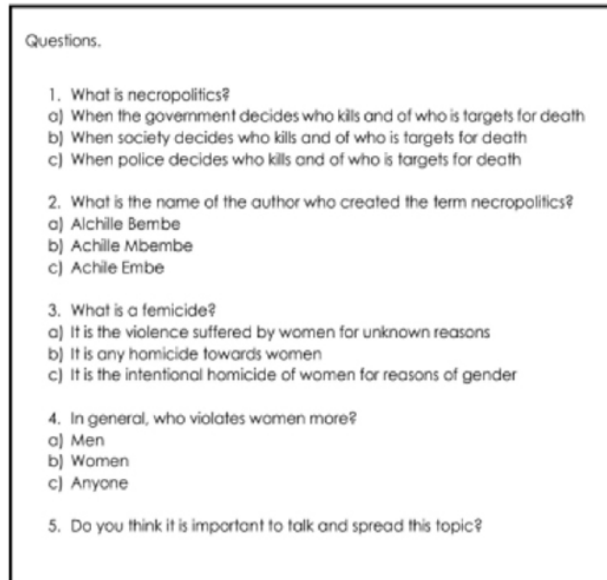 Questions.
1. What is necropolitics?
a) When the government decides who kills and of who is targets for death
b) When society decides who kills and of who is targets for death
c) When police decides who kills and of who is targets for death
2. What is the name of the author who created the term necropolitics?
a) Alchille Bembe
b) Achille Mbembe
c) Achile Embe
3. What is a femicide?
a) It is the violence suffered by women for unknown reasons
b) It is any homicide towards women
c) It is the intentional homicide of women for reasons of gender
4. In general, who violates women more?
a) Men
b) Women
c) Anyone
5. Do you think it is important to talk and spread this topic?